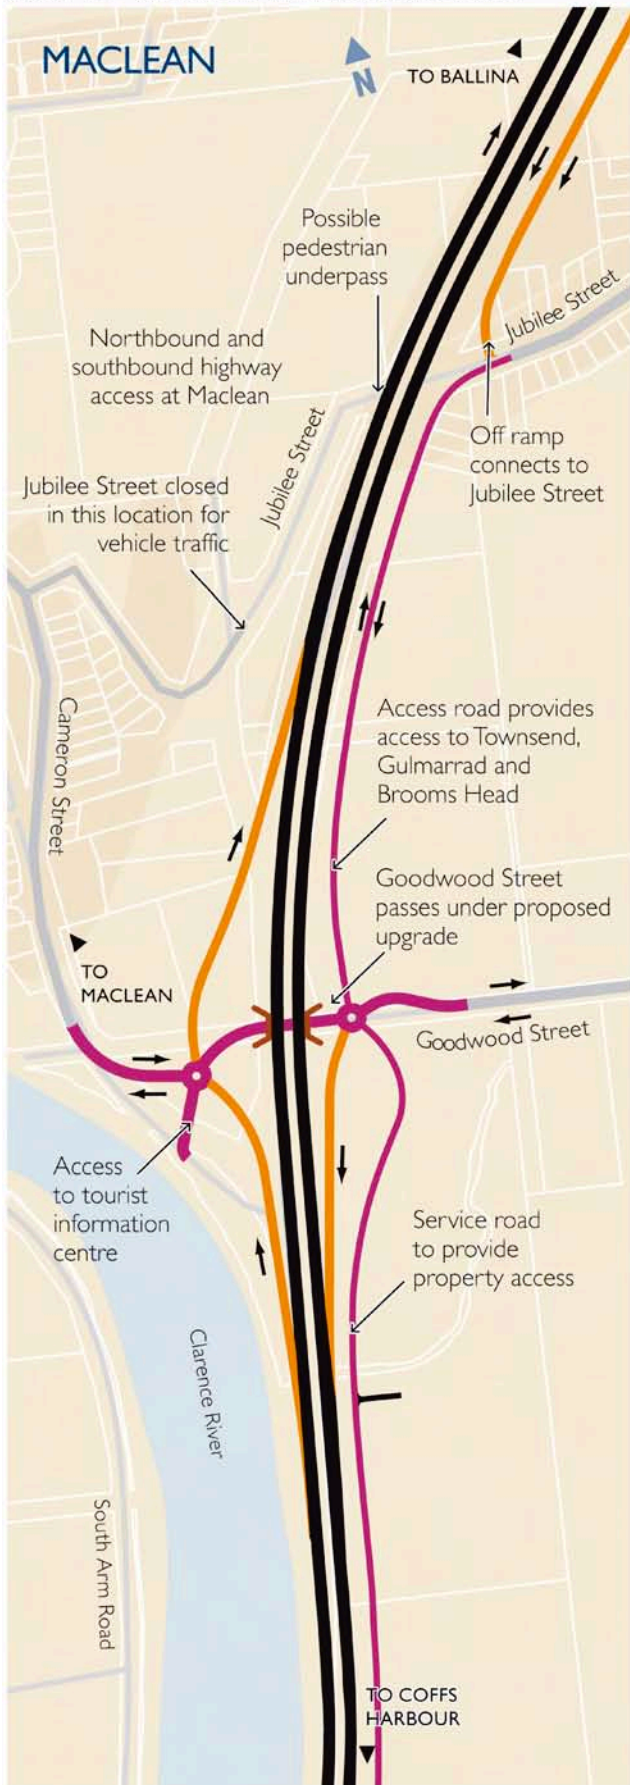 MACLEAN
N
TO BALLINA
Possible
pedestrian
underpass
Jubilee Street
Northbound and
southbound highway
access at Maclean
Jubilee Street
Off ramp
connects to
Jubilee Street
Jubilee Street closed
in this location for
vehicle traffic
Cameron Street
Access road provides
access to Townsend,
Gulmarrad and
Brooms Head
Goodwood Street
passes under proposed
upgrade
TO
MACLEAN
Goodwood Street
Access
to tourist
information
centre
Service road
to provide
property access
Clarence River
South Arm Road
TO COFFS
HARBOUR